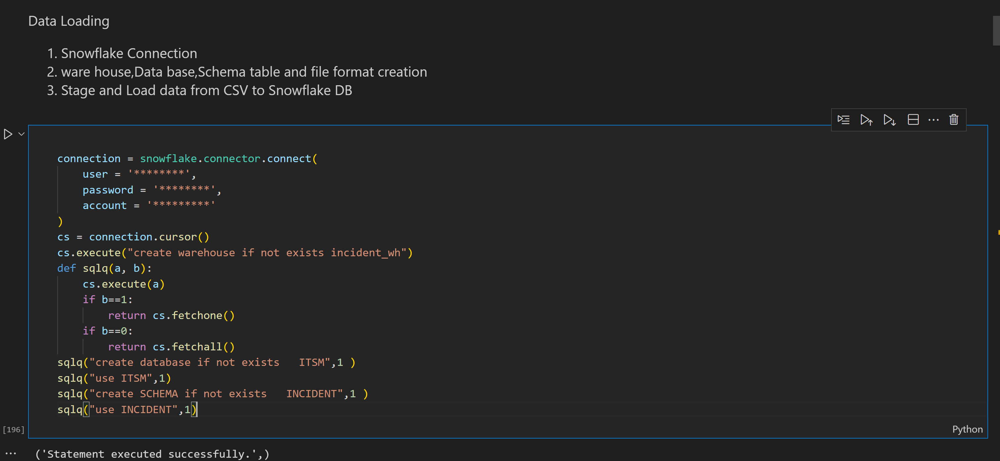 Data Loading
1. Snowflake Connection
2. ware house,Data base,Schema table and file format creation
3. Stage and Load data from CSV to Snowflake DB
connection = snowflake.connector.connect(
    user = '********',
    password = '********',
    account = '*********'
)
cs = connection.cursor()
cs.execute("create warehouse if not exists incident_wh")
def sqlq(a, b):
    cs.execute(a)
    if b==1:
        return cs.fetchone()
    if b==0:
        return cs.fetchall()
sqlq("create database if not exists   ITSM",1 )
sqlq("use ITSM",1)
sqlq("create SCHEMA if not exists   INCIDENT",1 )
sqlq("use INCIDENT",1)
[196]
Python
... ('Statement executed successfully.',)